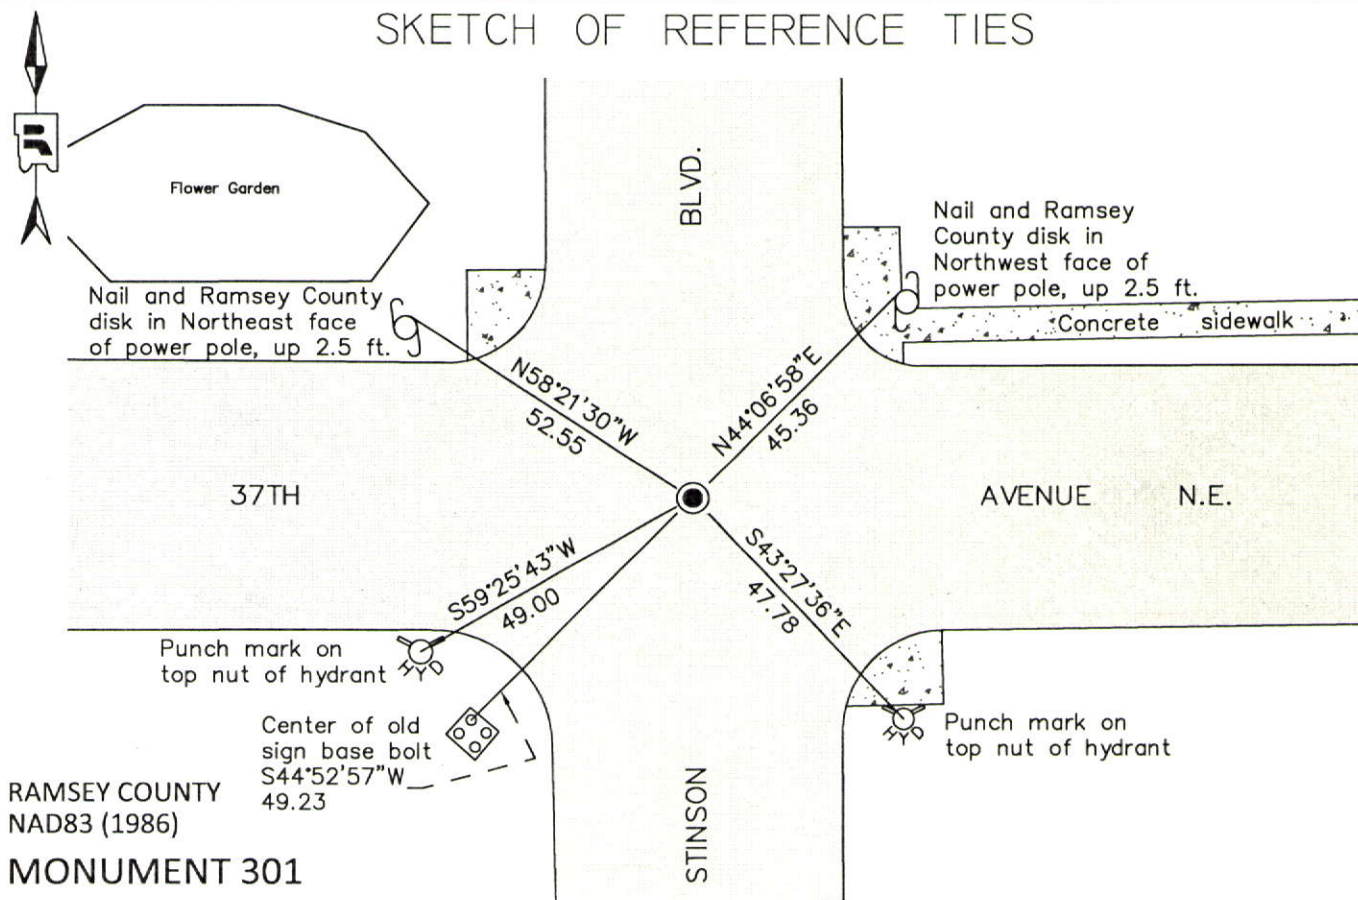 SKETCH OF REFERENCE TIES
R
Flower Garden
BLVD.
Nail and Ramsey
County disk in
Northwest face of
power pole, up 2.5 ft.
Nail and Ramsey County
disk in Northeast face
of power pole, up 2.5 ft.
Concrete sidewalk
N58°21'30"W
52.55
N44°06'58"E
45.36
37TH
AVENUE N.E.
S59°25'43"W
49.00
S43°27'36"E
47.78
Punch mark on
top nut of hydrant
HYD
Center of old
sign base bolt
S44°52'57"W
49.23
HYD
Punch mark on
top nut of hydrant
STINSON
RAMSEY COUNTY
NAD83 (1986)
MONUMENT 301